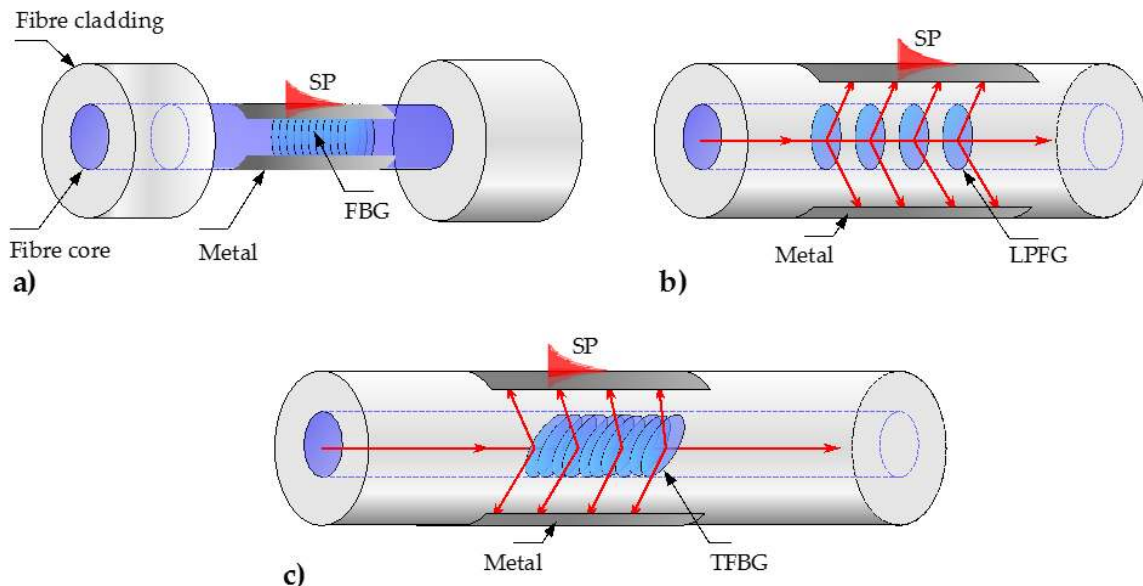 Fibre cladding
SP
FBG
Metal
Fibre core
a)
SP
Metal
LPFG
b)
SP
Metal
TFBG
c)